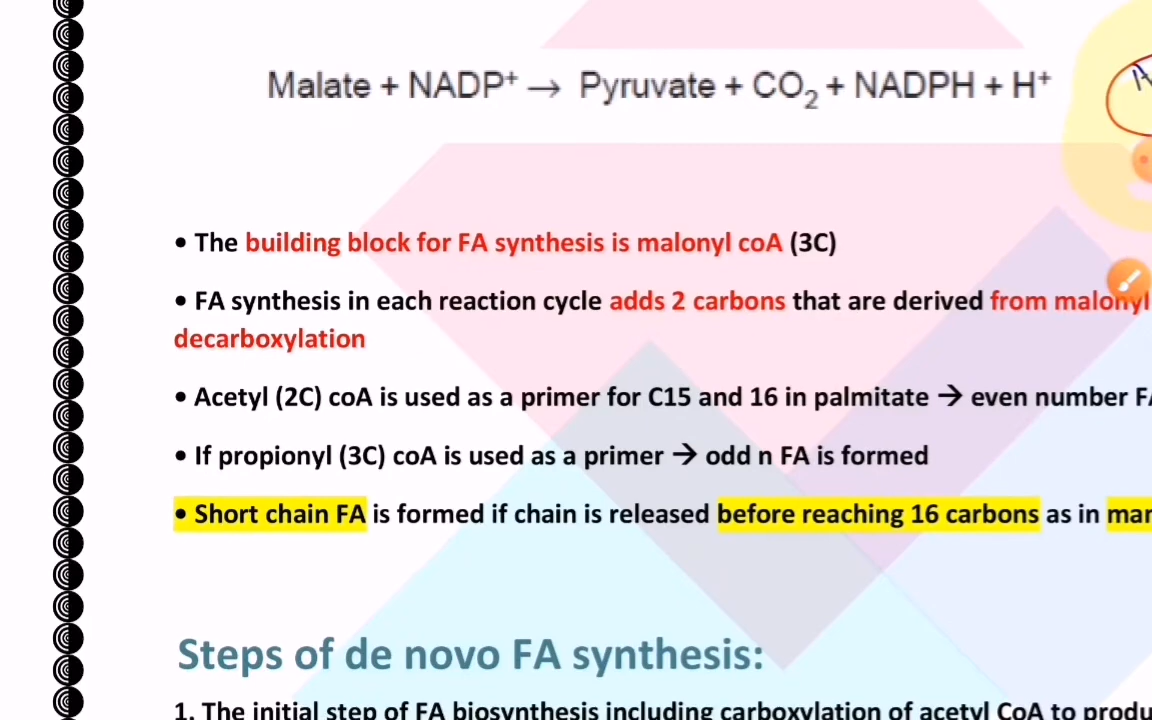 Malate + NADP⁺ → Pyruvate + CO₂ + NADPH + H⁺
• The building block for FA synthesis is malonyl coA (3C)
• FA synthesis in each reaction cycle adds 2 carbons that are derived from malonyl
decarboxylation
• Acetyl (2C) coA is used as a primer for C15 and 16 in palmitate → even number
• If propionyl (3C) coA is used as a primer → odd n FA is formed
• Short chain FA is formed if chain is released before reaching 16 carbons as in
Steps of de novo FA synthesis:
1. The initial step of FA biosynthesis including carboxylation of acetyl CoA to